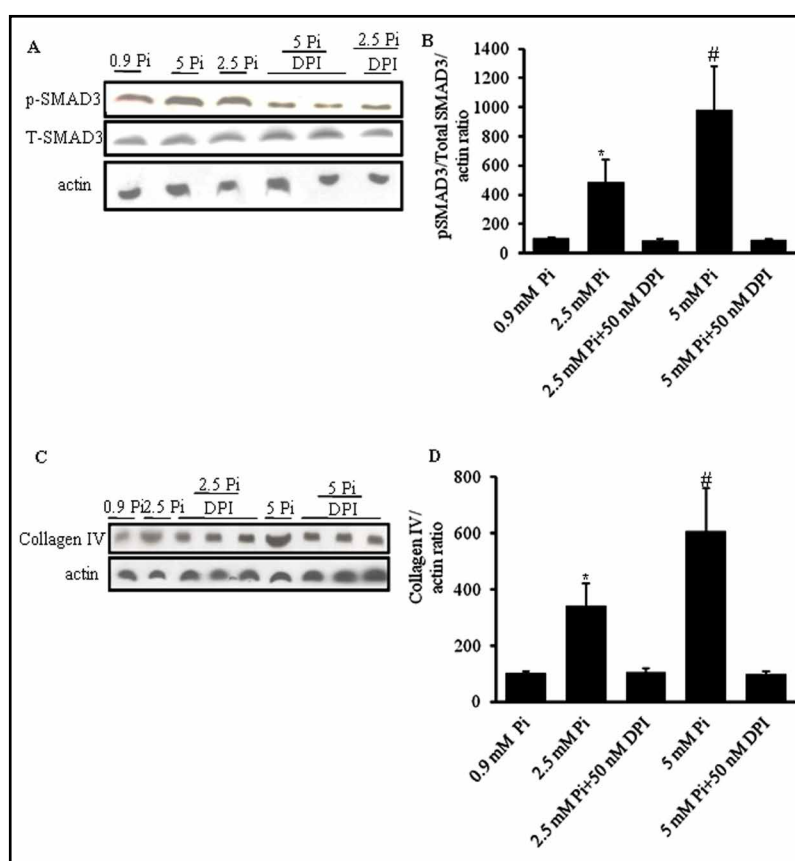 A
0.9 Pi 5 Pi 2.5 Pi 5 Pi 2.5 Pi
DPI DPI
p-SMAD3
T-SMAD3
actin
B
pSMAD3/Total SMAD3/
actin ratio
1400
1200
1000
800
600
400
200
0
*
#
0.9 mM Pi
2.5 mM Pi
2.5 mM Pi+50 nM DPI
5 mM Pi
5 mM Pi+50 nM DPI
C
0.9 Pi 2.5 Pi 2.5 Pi 5 Pi 5 Pi
DPI DPI
Collagen IV
actin
D
Collagen IV/
actin ratio
800
600
400
200
0
*
#
0.9 mM Pi
2.5 mM Pi
2.5 mM Pi+50 nM DPI
5 mM Pi
5 mM Pi+50 nM DPI